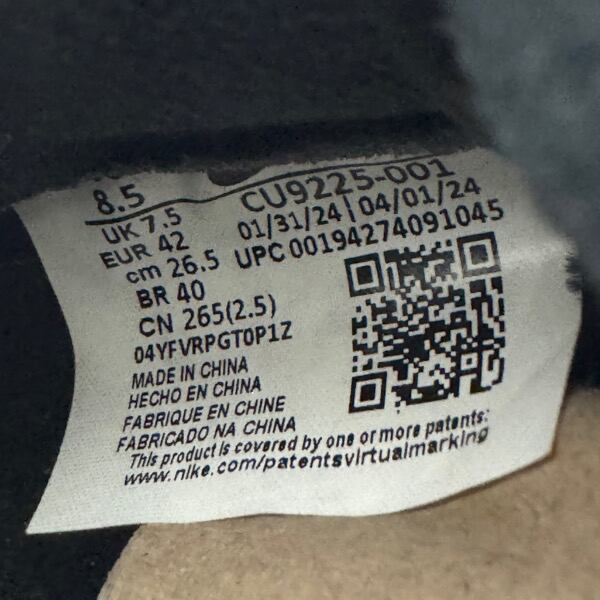 8.5
UK 7.5
EUR 42
cm 26.5
BR 40
CN 265(2.5)
04YFVRPGT0P1Z
CU9225-001
01/31/24|04/01/24
UPC 00194274091045
MADE IN CHINA
HECHO EN CHINA
FABRIQUE EN CHINE
FABRICADO NA CHINA
This product is covered by one or more patents:
www.nike.com/patentsvirtualmarking